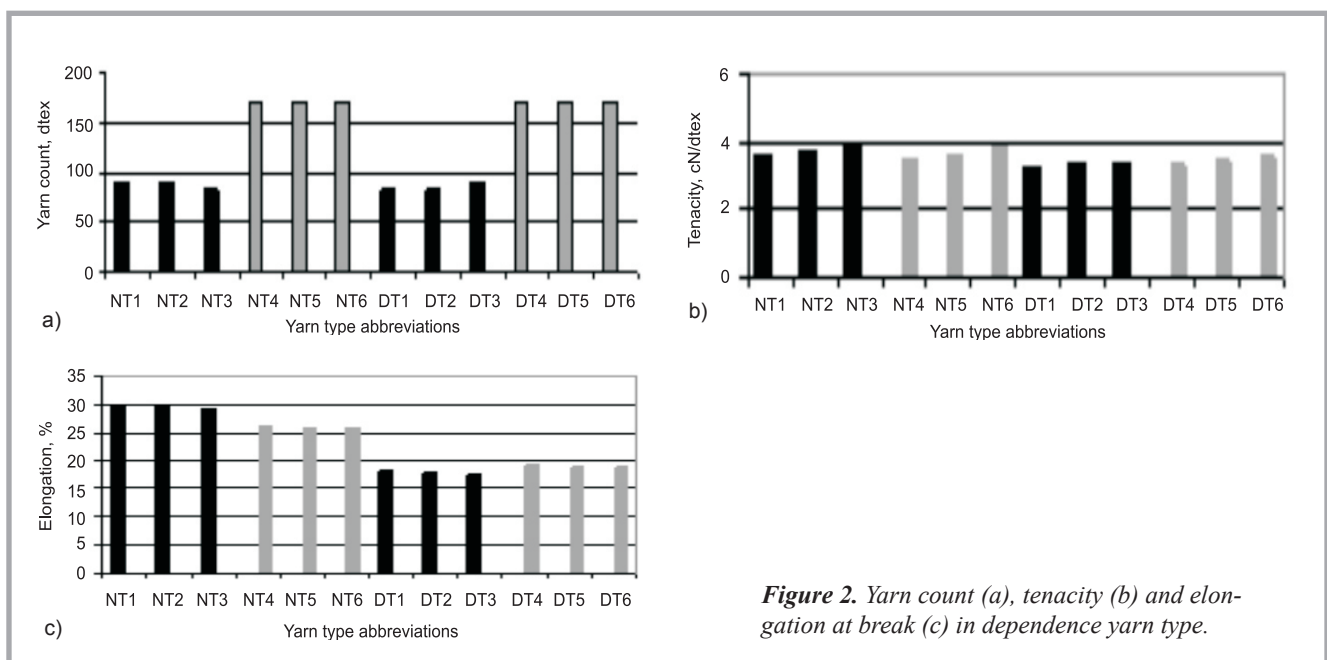 200
150
100
50
0
Yarn count, dtex
NT1 NT2 NT3 NT4 NT5 NT6 DT1 DT2 DT3 DT4 DT5 DT6
a)
Yarn type abbreviations
6
4
2
0
Tenacity, cN/dtex
NT1 NT2 NT3 NT4 NT5 NT6 DT1 DT2 DT3 DT4 DT5 DT6
b)
Yarn type abbreviations
35
30
25
20
15
10
5
0
Elongation, %
NT1 NT2 NT3 NT4 NT5 NT6 DT1 DT2 DT3 DT4 DT5 DT6
c)
Yarn type abbreviations
Figure 2. Yarn count (a), tenacity (b) and elon-
gation at break (c) in dependence yarn type.